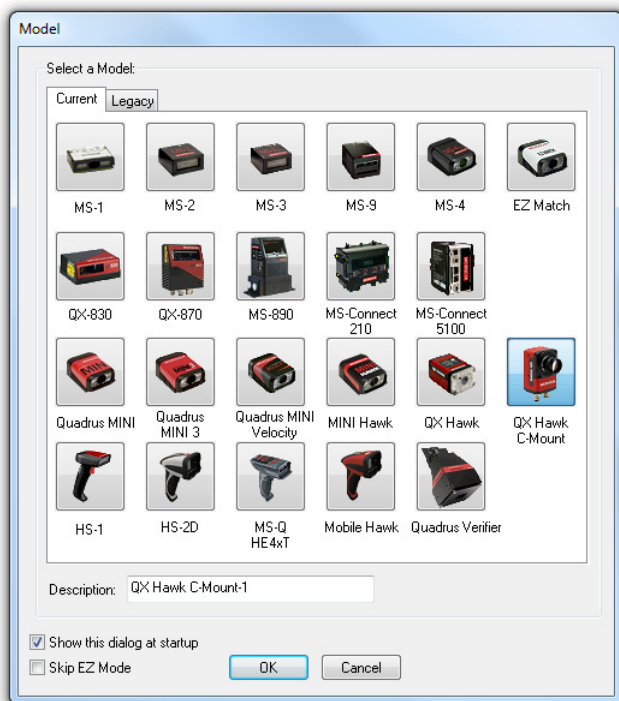 Model
Select a Model:
Current Legacy
MS-1 MS-2 MS-3 MS-9 MS-4 EZ Match
QX-830 QX-870 MS-890 MS-Connect 210 MS-Connect 5100
Quadrus MINI Quadrus MINI 3 Quadrus MINI Velocity MINI Hawk QX Hawk QX Hawk C-Mount
HS-1 HS-2D MS-Q HE4xT Mobile Hawk Quadrus Verifier
Description: QX Hawk C-Mount-1
Show this dialog at startup
Skip EZ Mode OK Cancel